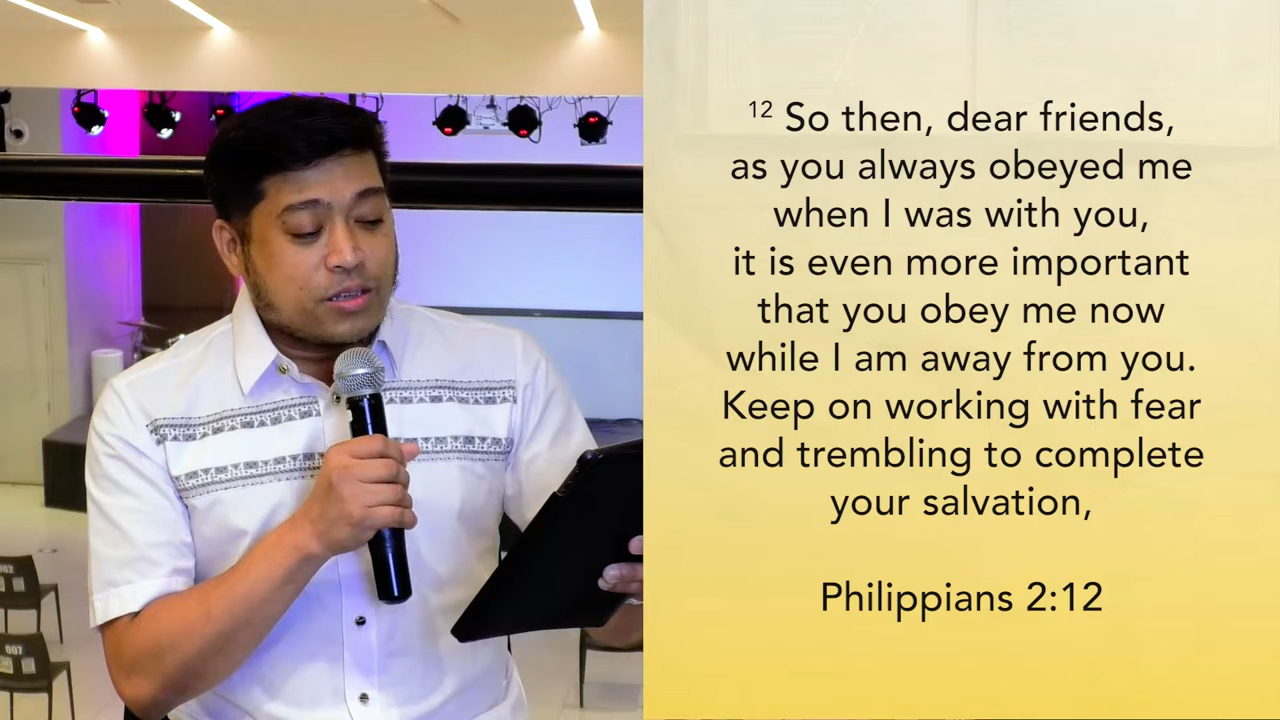 ¹² So then, dear friends,
as you always obeyed me
when I was with you,
it is even more important
that you obey me now
while I am away from you.
Keep on working with fear
and trembling to complete
your salvation,
Philippians 2:12
002
007